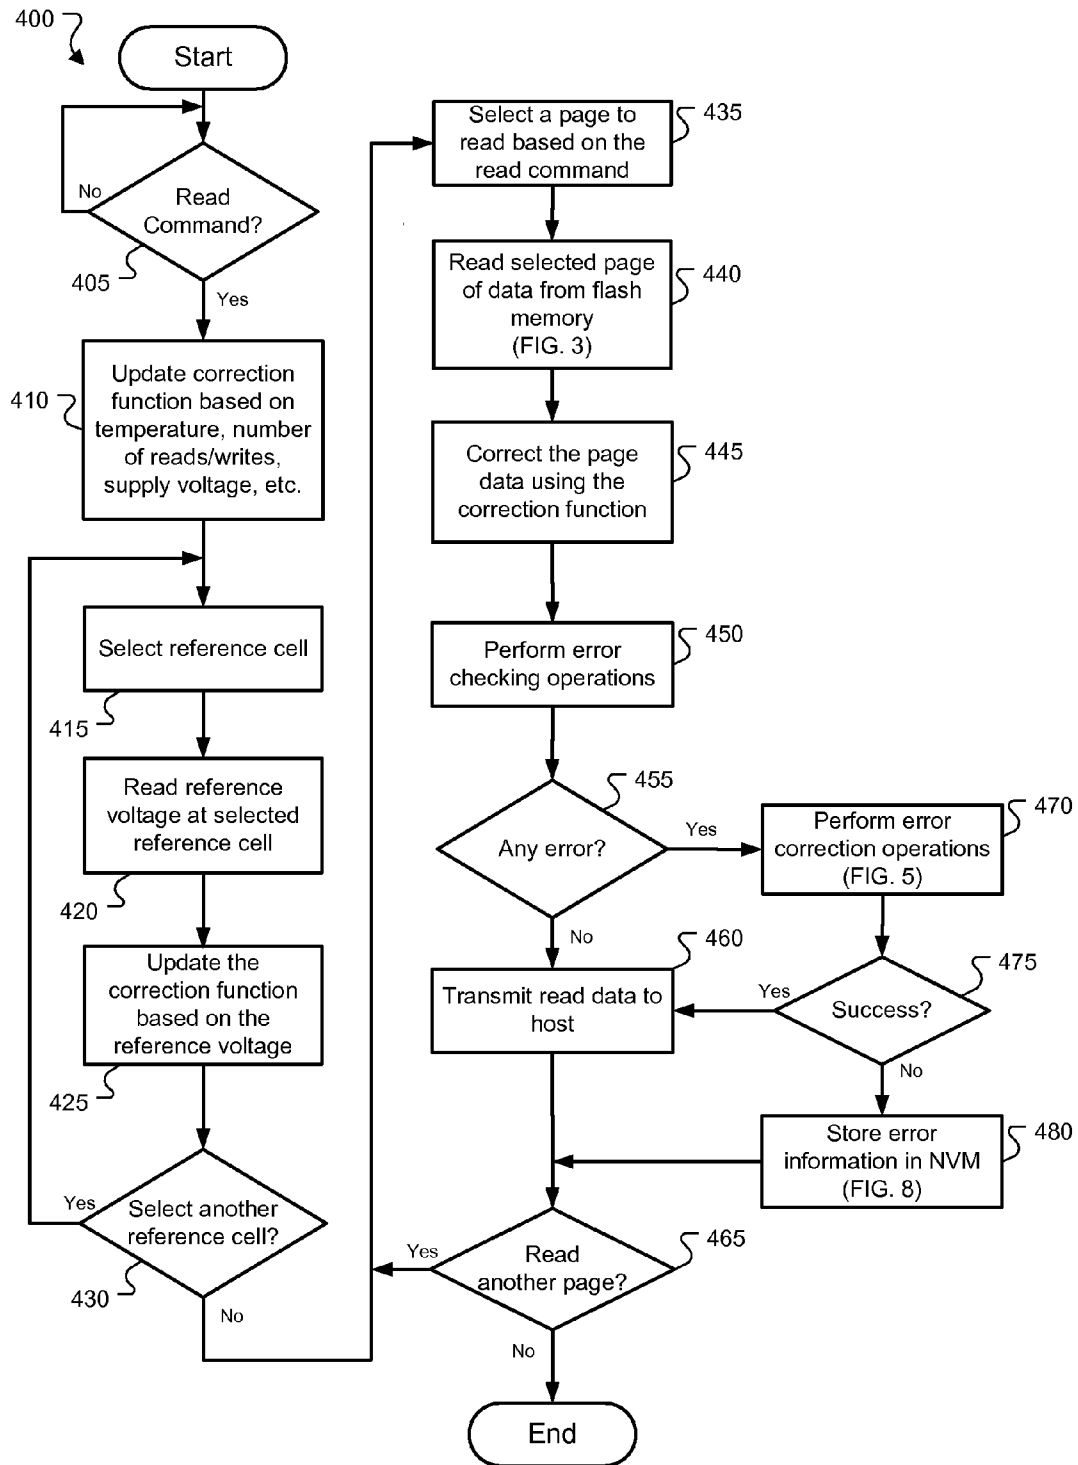 400
Start
No
Read
Command?
405
Yes
410
Update correction
function based on
temperature, number
of reads/writes,
supply voltage, etc.
Select reference cell
415
Read reference
voltage at selected
reference cell
420
Update the
correction function
based on the
reference voltage
425
Yes
Select another
reference cell?
430
No
Select a page to
read based on the
read command
435
Read selected page
of data from flash
memory
(FIG. 3)
440
Correct the page
data using the
correction function
445
Perform error
checking operations
450
455
Any error?
Yes
No
Perform error
correction operations
(FIG. 5)
470
460
Transmit read data to
host
Yes
Success?
475
No
Store error
information in NVM
(FIG. 8)
480
Yes
Read
another page?
465
No
End